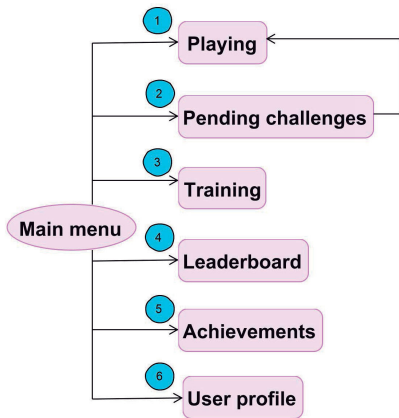 1
Playing
2
Pending challenges
3
Training
Main menu
4
Leaderboard
5
Achievements
6
User profile